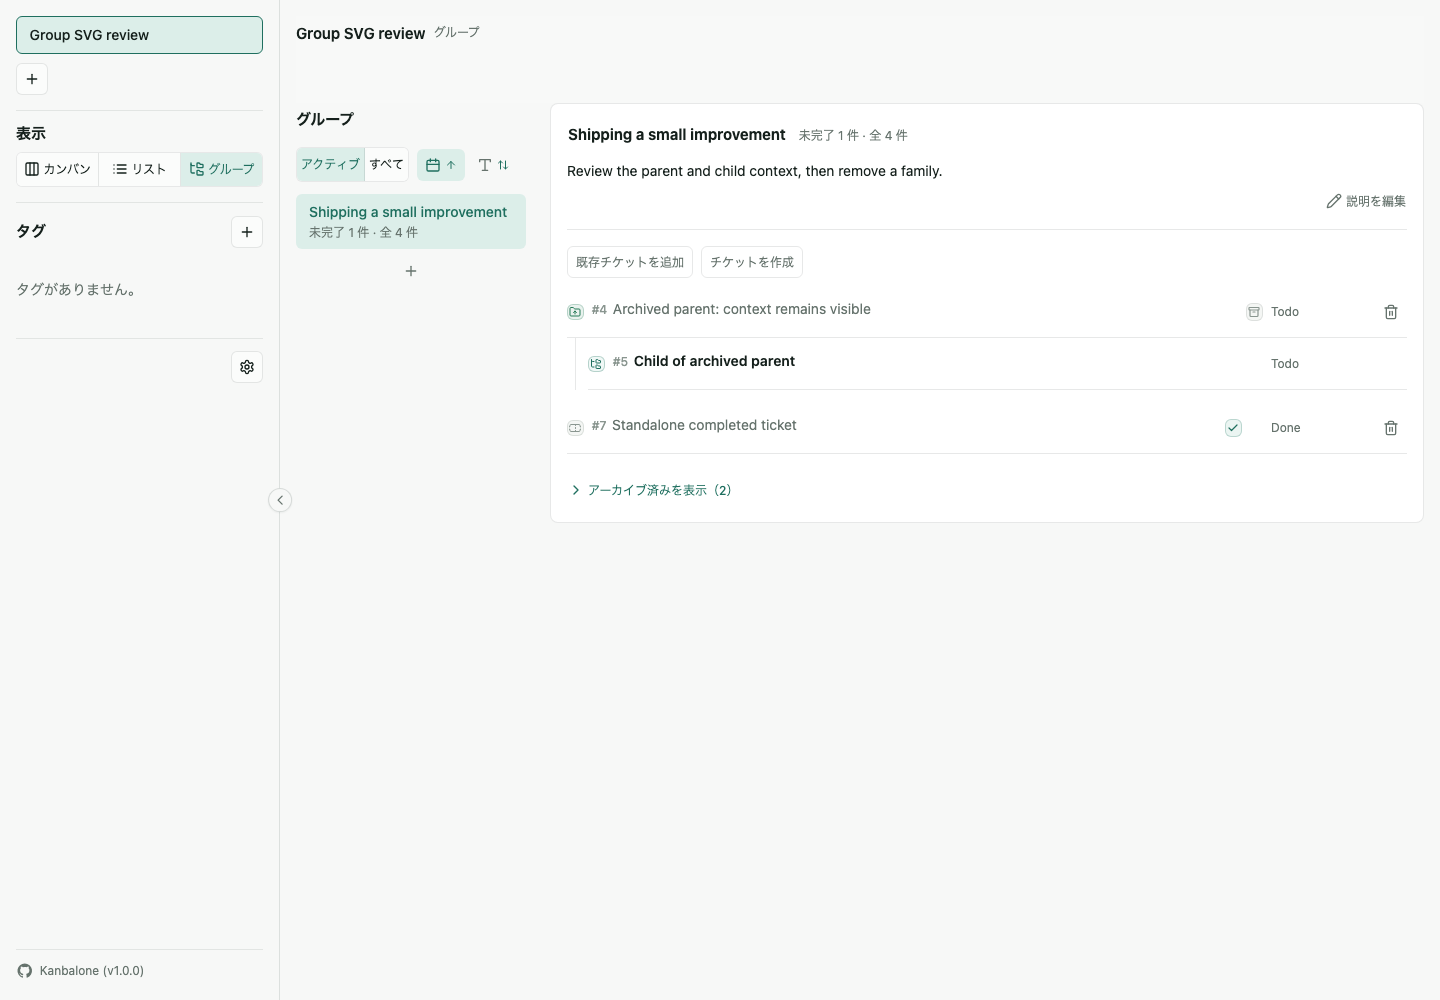 Group SVG review
表示
カンバン
リスト
グループ
タグ
タグがありません。
Kanbalone (v1.0.0)
Group SVG review グループ
グループ
アクティブ
すべて
Shipping a small improvement
未完了 1 件 · 全 4 件
Shipping a small improvement 未完了 1 件 · 全 4 件
Review the parent and child context, then remove a family.
説明を編集
既存チケットを追加
チケットを作成
#4 Archived parent: context remains visible Todo
#5 Child of archived parent Todo
#7 Standalone completed ticket Done
アーカイブ済みを表示（2）